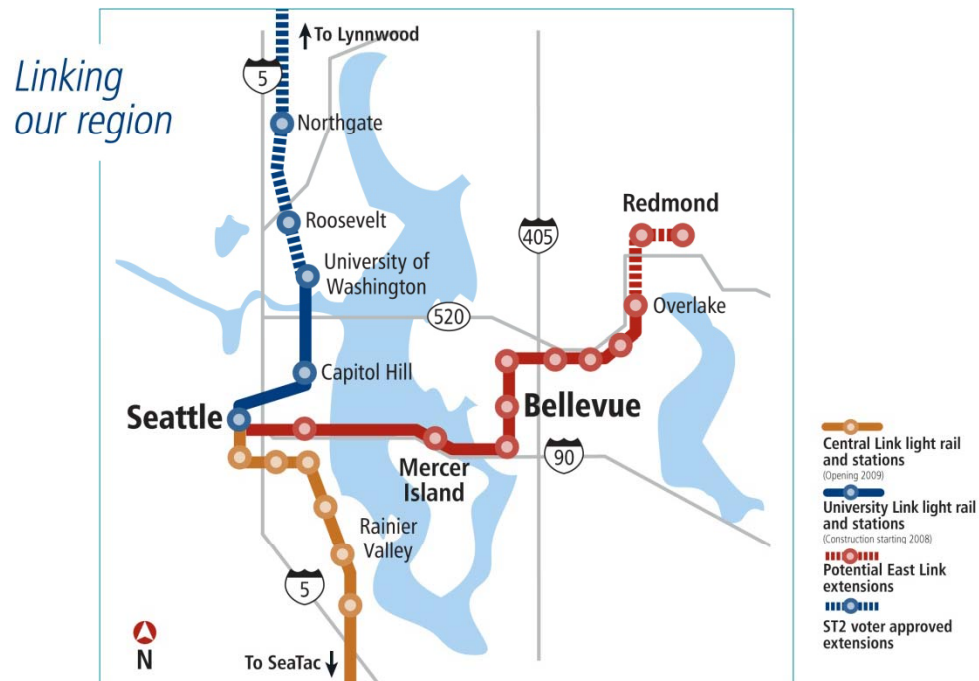 Linking
our region
To Lynnwood
5
Northgate
Roosevelt
University of
Washington
405
Redmond
Overlake
520
Capitol Hill
Seattle
Bellevue
Mercer
Island
90
Rainier
Valley
5
N
To SeaTac
Central Link light rail
and stations
(Opening 2009)
University Link light rail
and stations
(Construction starting 2008)
Potential East Link
extensions
ST2 voter approved
extensions